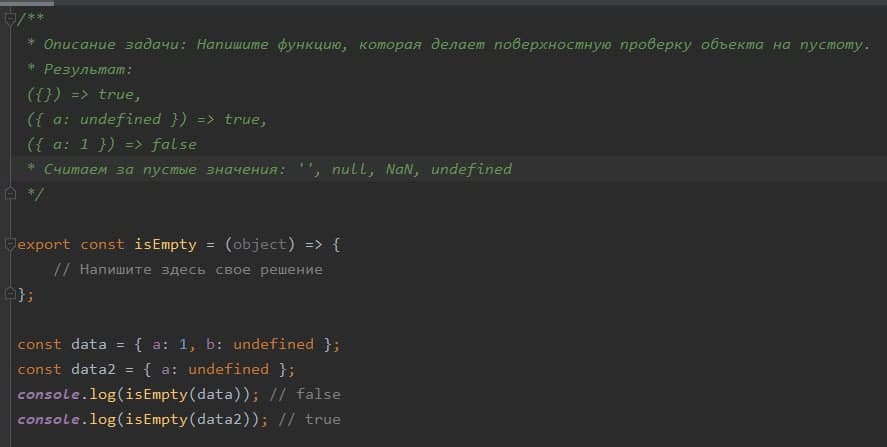 /**
* Описание задачи: Напишите функцию, которая делает поверхностную проверку объекта на пустоту.
* Результат:
({}) => true,
({ a: undefined }) => true,
({ a: 1 }) => false
* Считаем за пустые значения: '', null, NaN, undefined
*/
export const isEmpty = (object) => {
// Напишите здесь свое решение
};
const data = { a: 1, b: undefined };
const data2 = { a: undefined };
console.log(isEmpty(data)); // false
console.log(isEmpty(data2)); // true